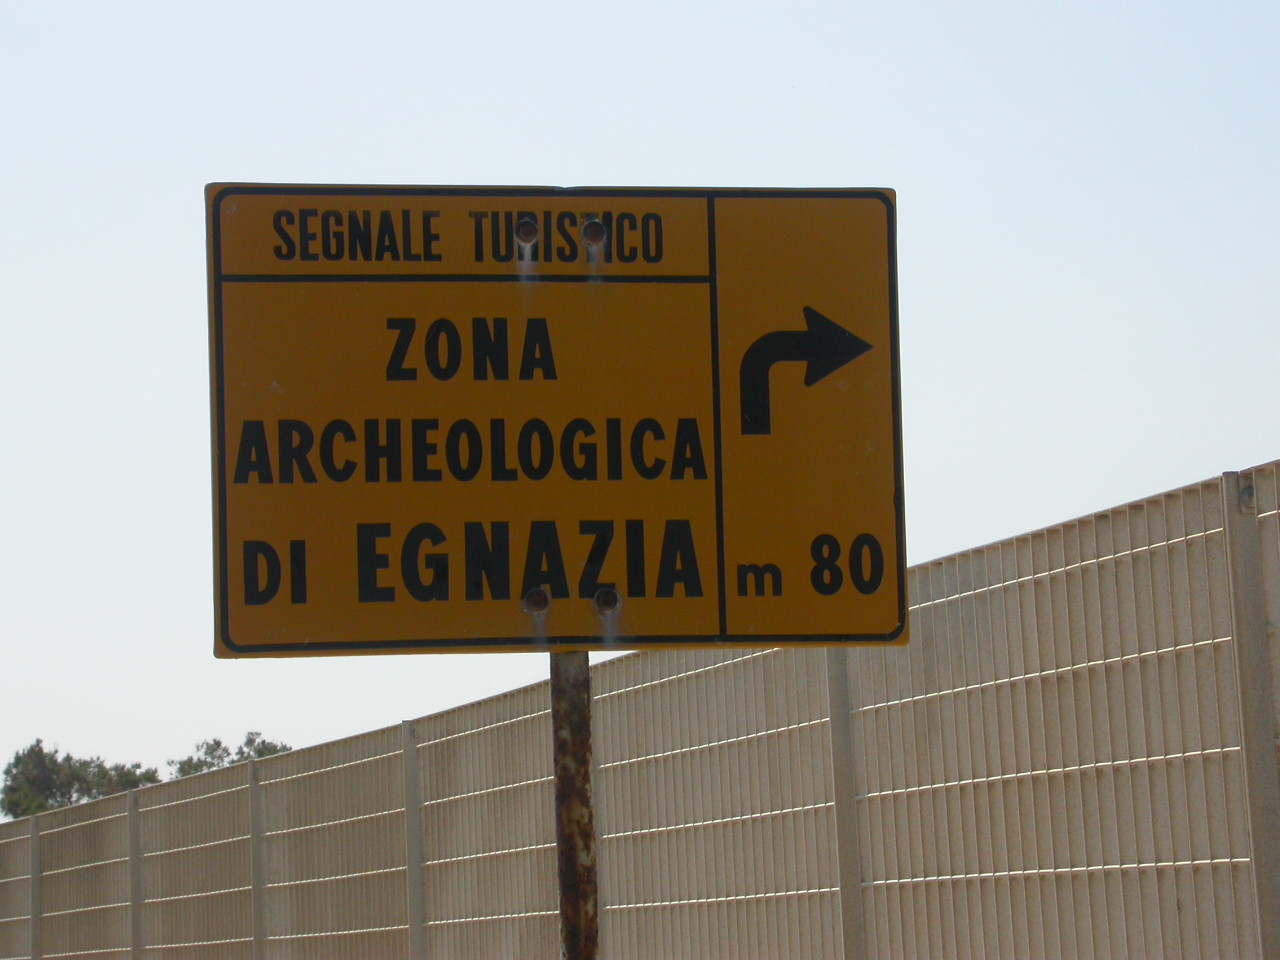 SEGNALE TURISTICO
ZONA
ARCHEOLOGICA
DI EGNAZIA
m 80